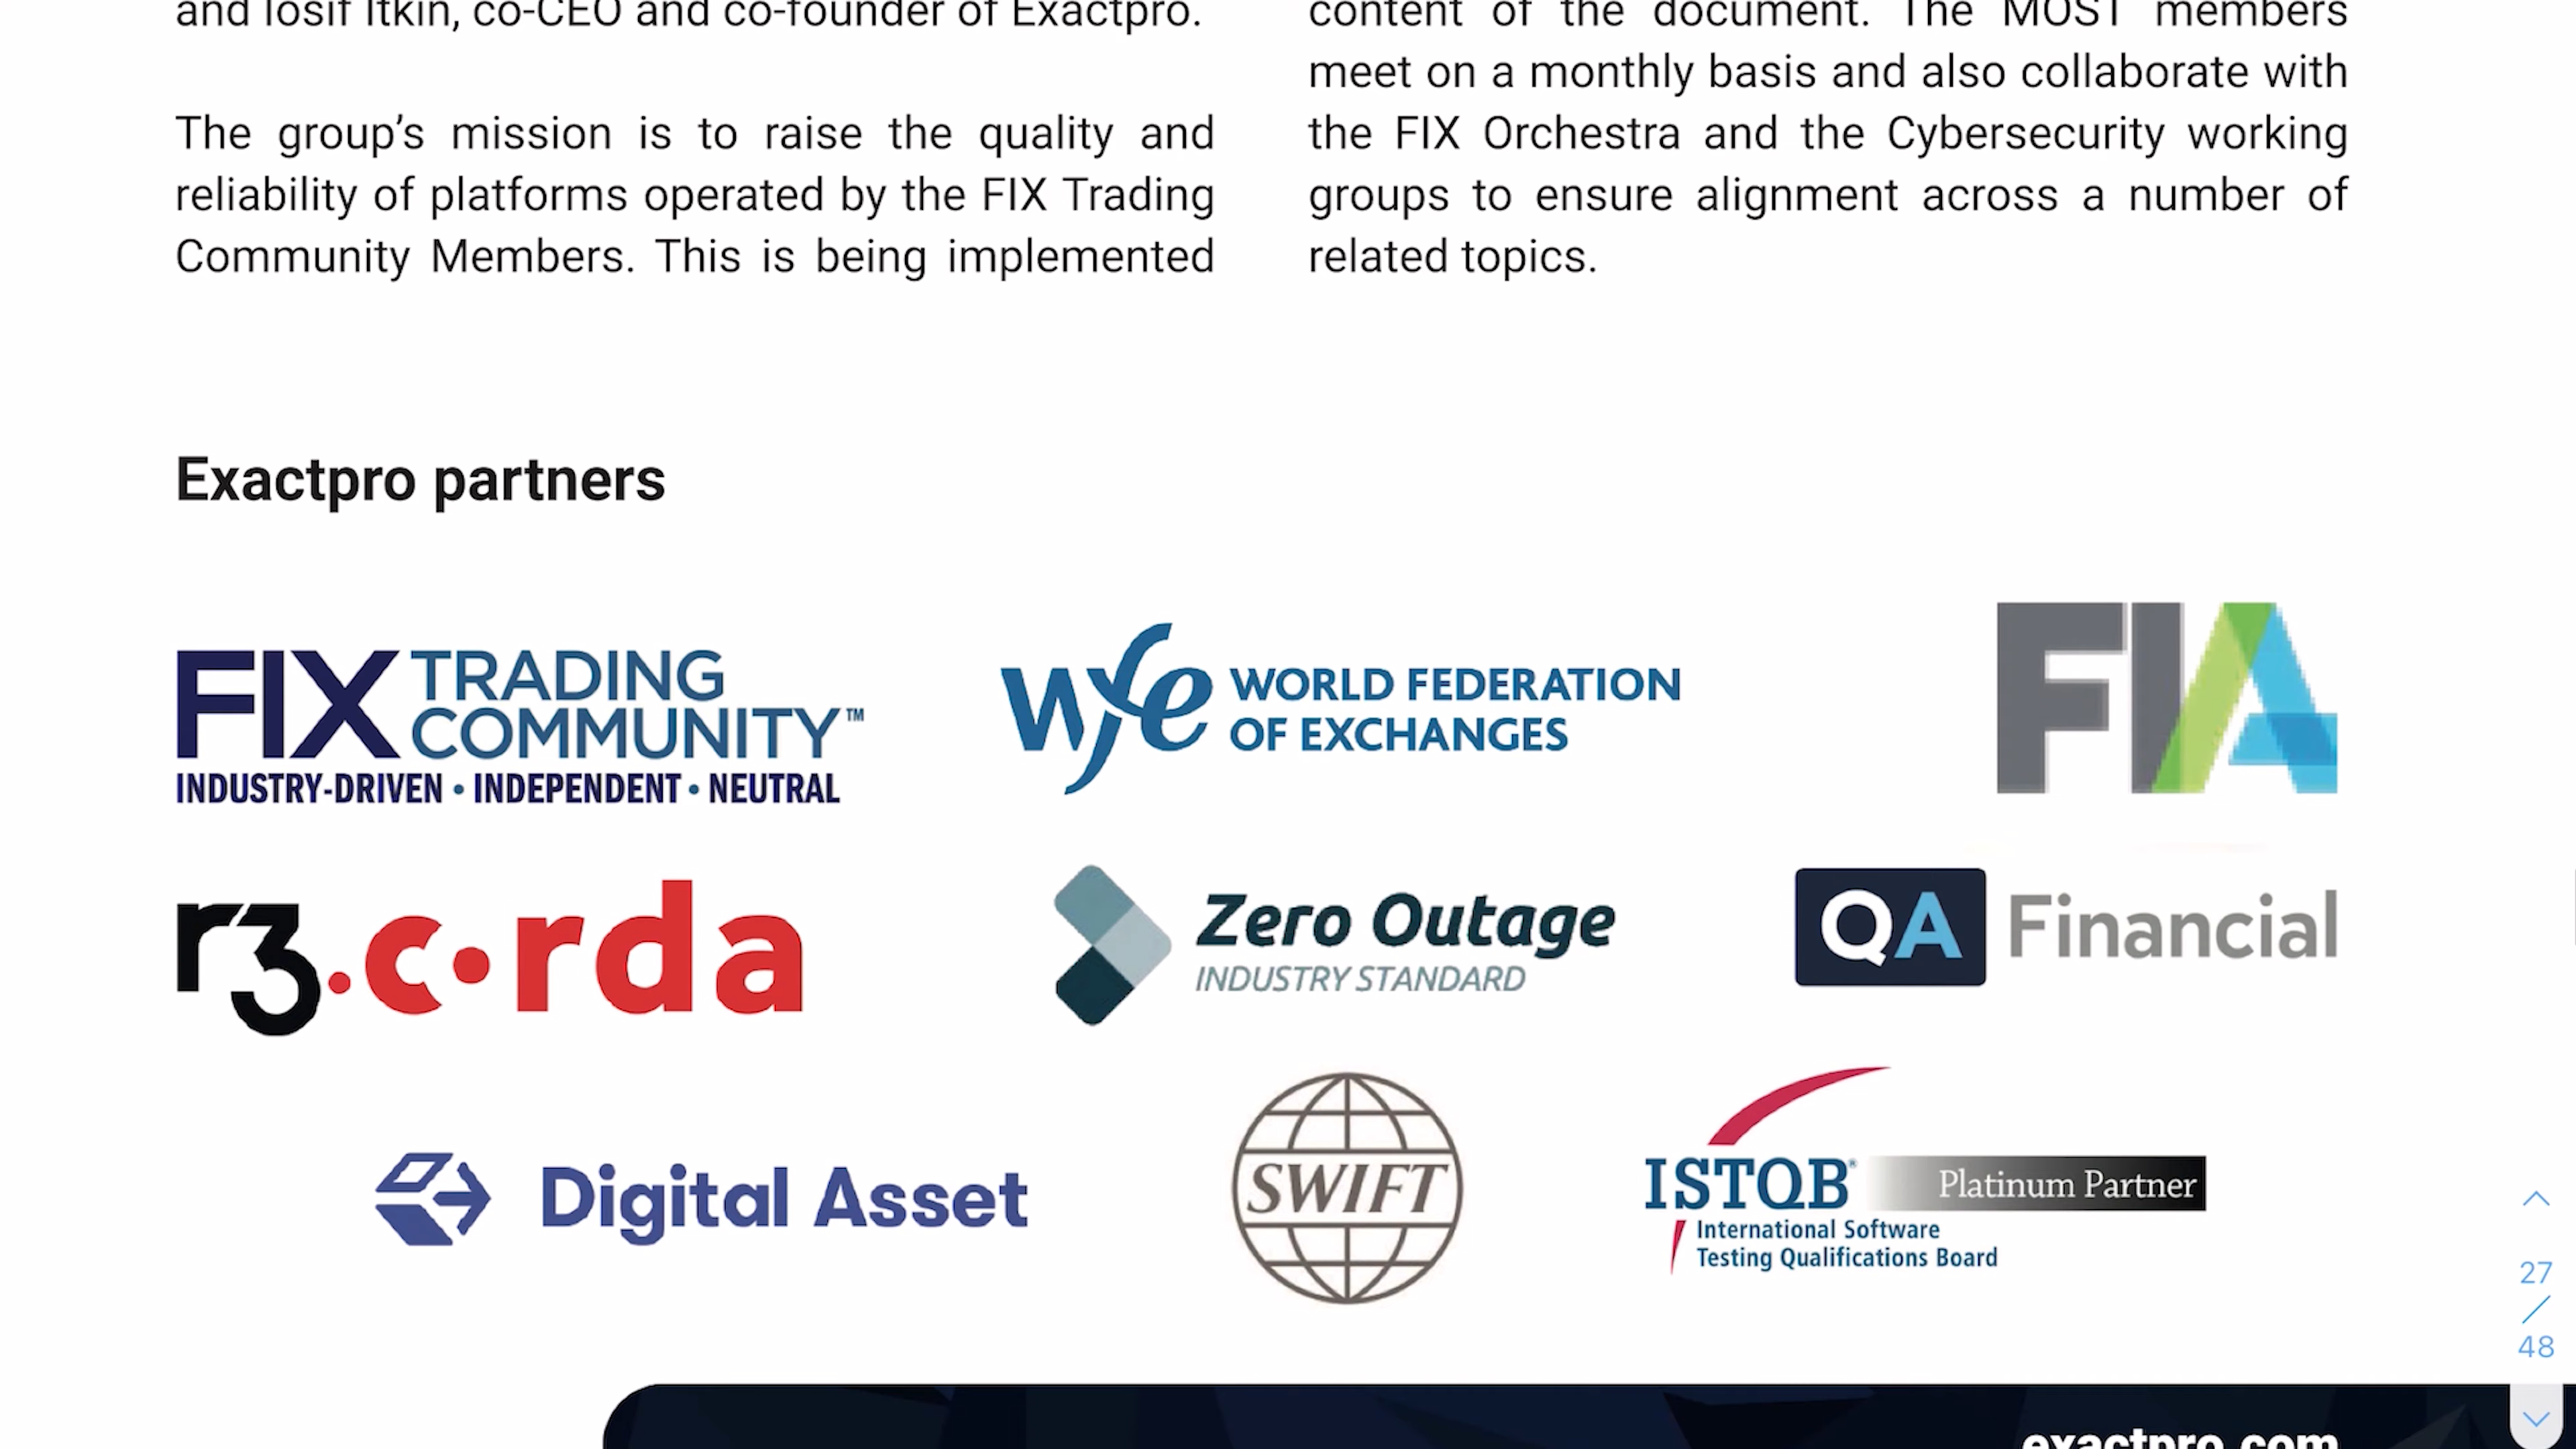 and Iosif Itkin, co-CEO and co-founder of Exactpro.
The group’s mission is to raise the quality and
reliability of platforms operated by the FIX Trading
Community Members. This is being implemented
content of the document. The MOST members
meet on a monthly basis and also collaborate with
the FIX Orchestra and the Cybersecurity working
groups to ensure alignment across a number of
related topics.
Exactpro partners
FIX TRADING
COMMUNITY™
INDUSTRY-DRIVEN • INDEPENDENT • NEUTRAL
wfe WORLD FEDERATION
OF EXCHANGES
FIA
r3.c•rda
Zero Outage
INDUSTRY STANDARD
QA Financial
Digital Asset
SWIFT
ISTQB® Platinum Partner
International Software
Testing Qualifications Board
27
/
48
exactpro.com